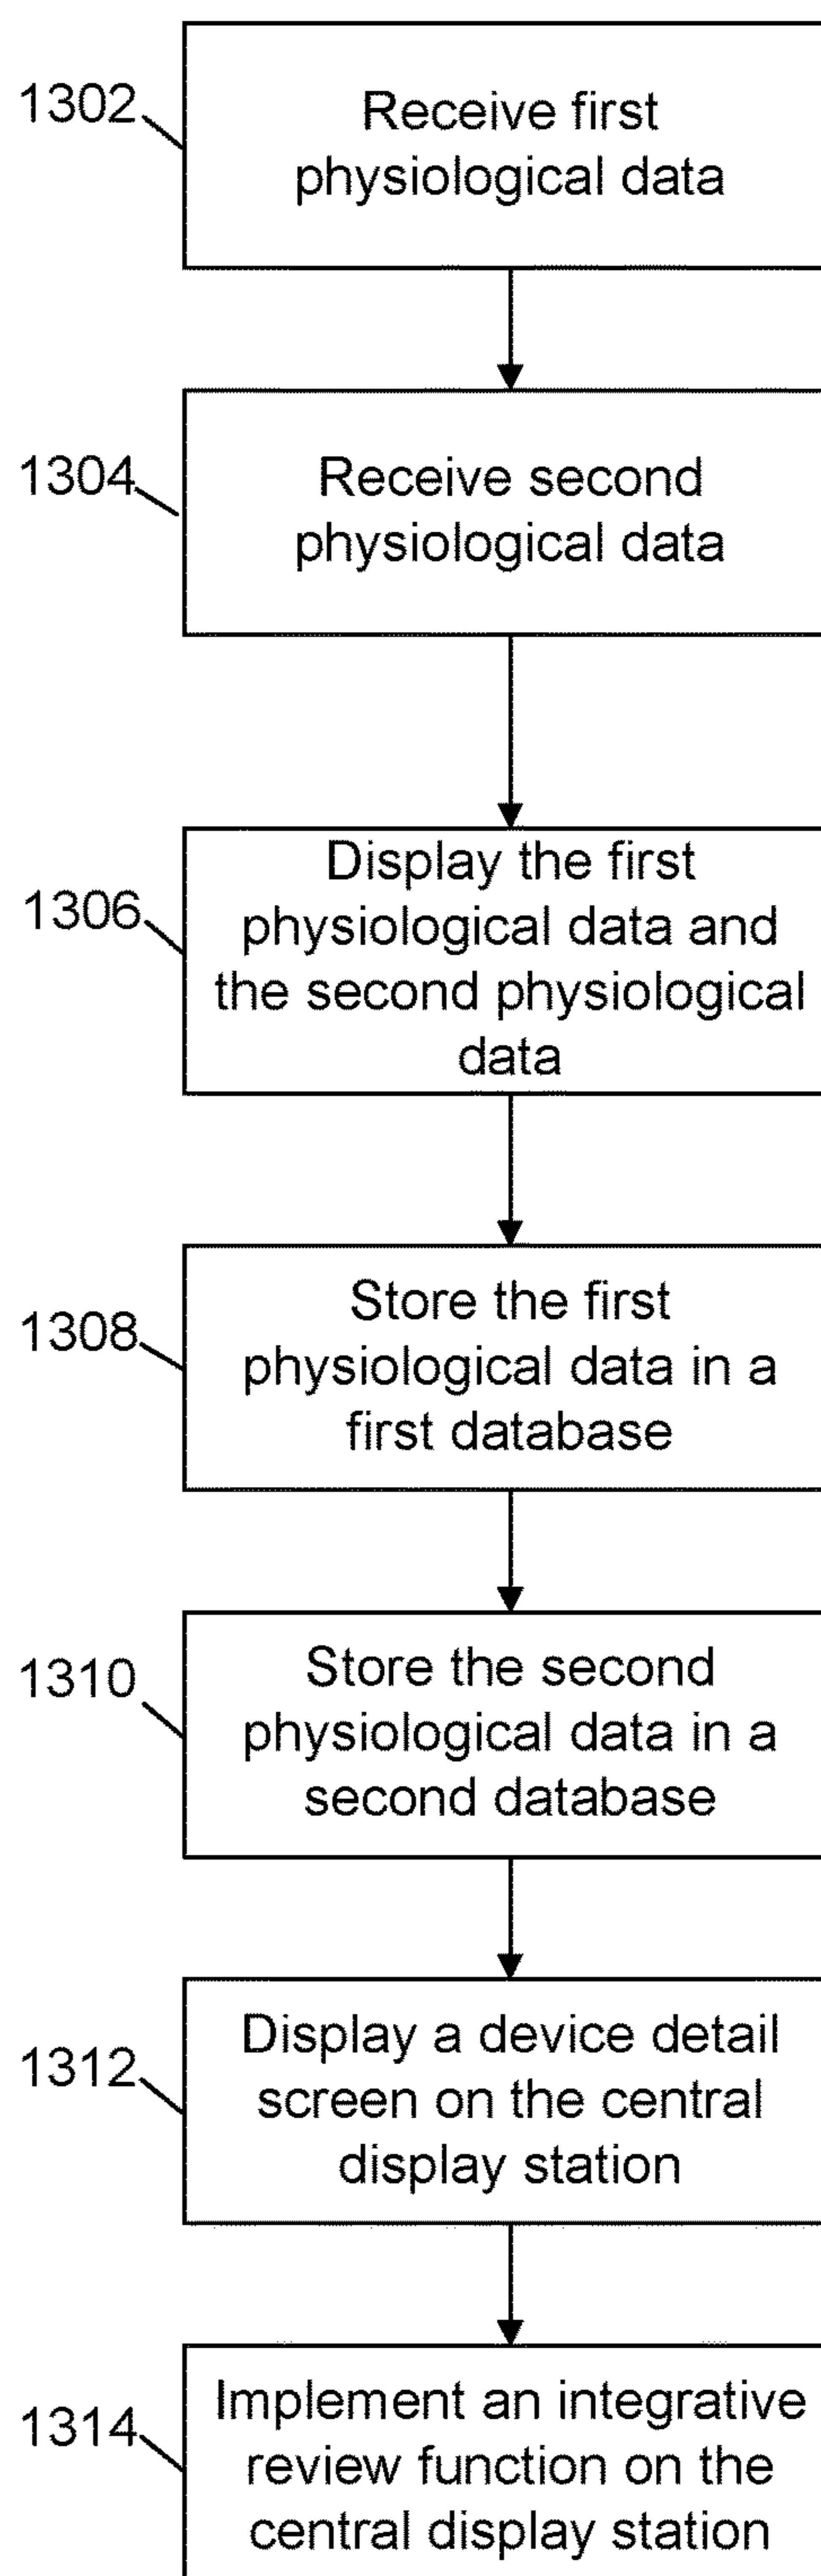 1302
Receive first
physiological data
1304
Receive second
physiological data
1306
Display the first
physiological data and
the second physiological
data
1308
Store the first
physiological data in a
first database
1310
Store the second
physiological data in a
second database
1312
Display a device detail
screen on the central
display station
1314
Implement an integrative
review function on the
central display station